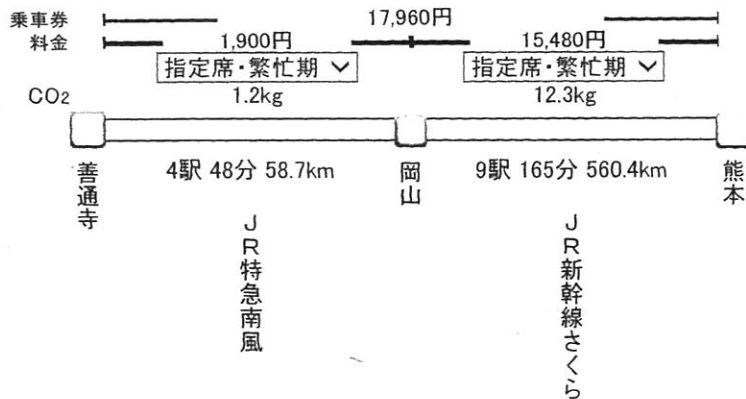 乗車券 17,960円
料金 1,900円 15,480円
指定席・繁忙期 指定席・繁忙期
CO2 1.2kg 12.3kg
善通寺 4駅 48分 58.7km 岡山 9駅 165分 560.4km 熊本
JR特急南風 JR新幹線さくら